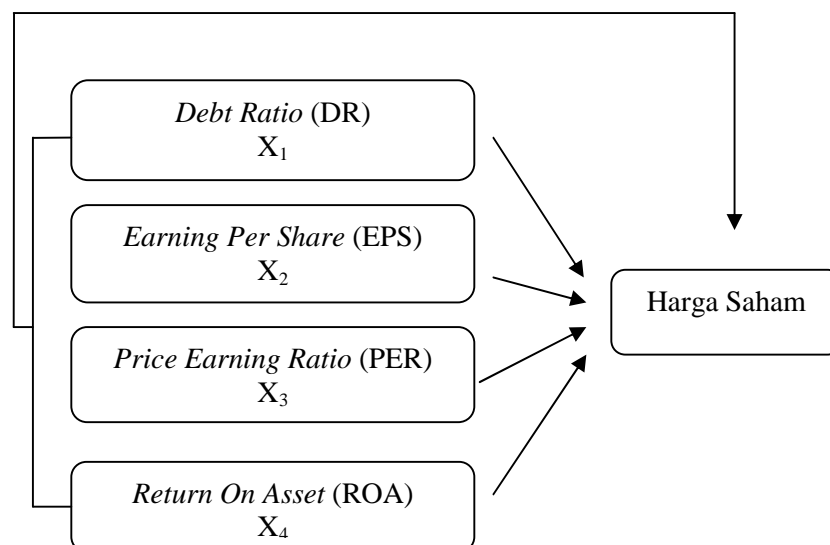 Debt Ratio (DR)
X₁
Earning Per Share (EPS)
X₂
Harga Saham
Price Earning Ratio (PER)
X₃
Return On Asset (ROA)
X₄